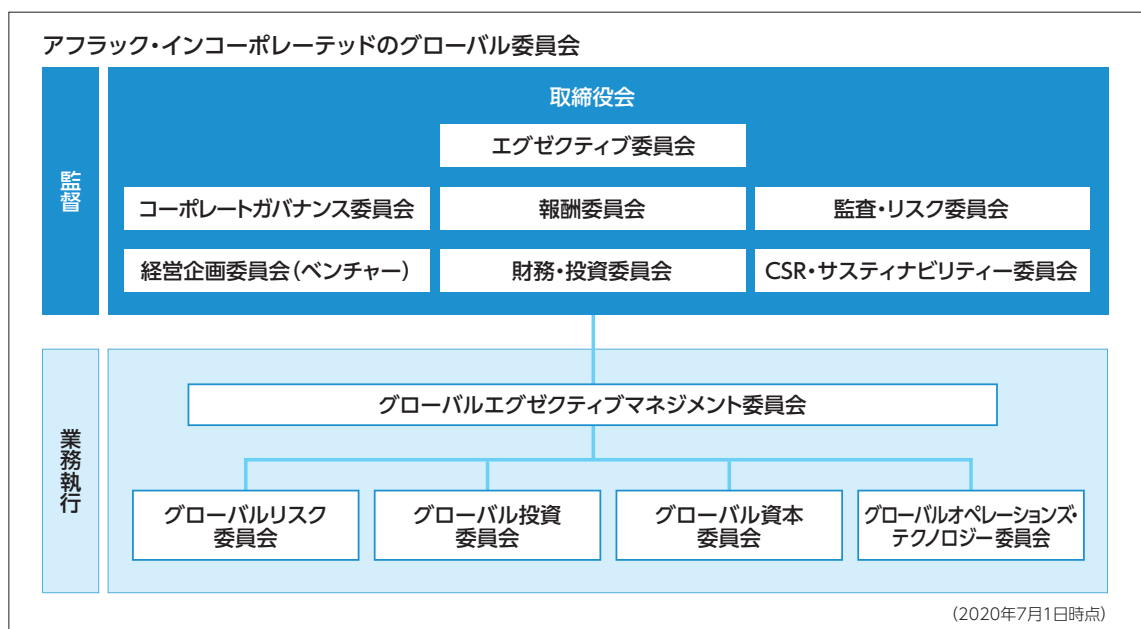 アフラック・インコーポレーテッドのグローバル委員会
監督
取締役会
エグゼクティブ委員会
コーポレートガバナンス委員会
報酬委員会
監査・リスク委員会
経営企画委員会(ベンチャー)
財務・投資委員会
CSR・サスティナビリティー委員会
業務執行
グローバルエグゼクティブマネジメント委員会
グローバルリスク
委員会
グローバル投資
委員会
グローバル資本
委員会
グローバルオペレーションズ・
テクノロジー委員会
(2020年7月1日時点)